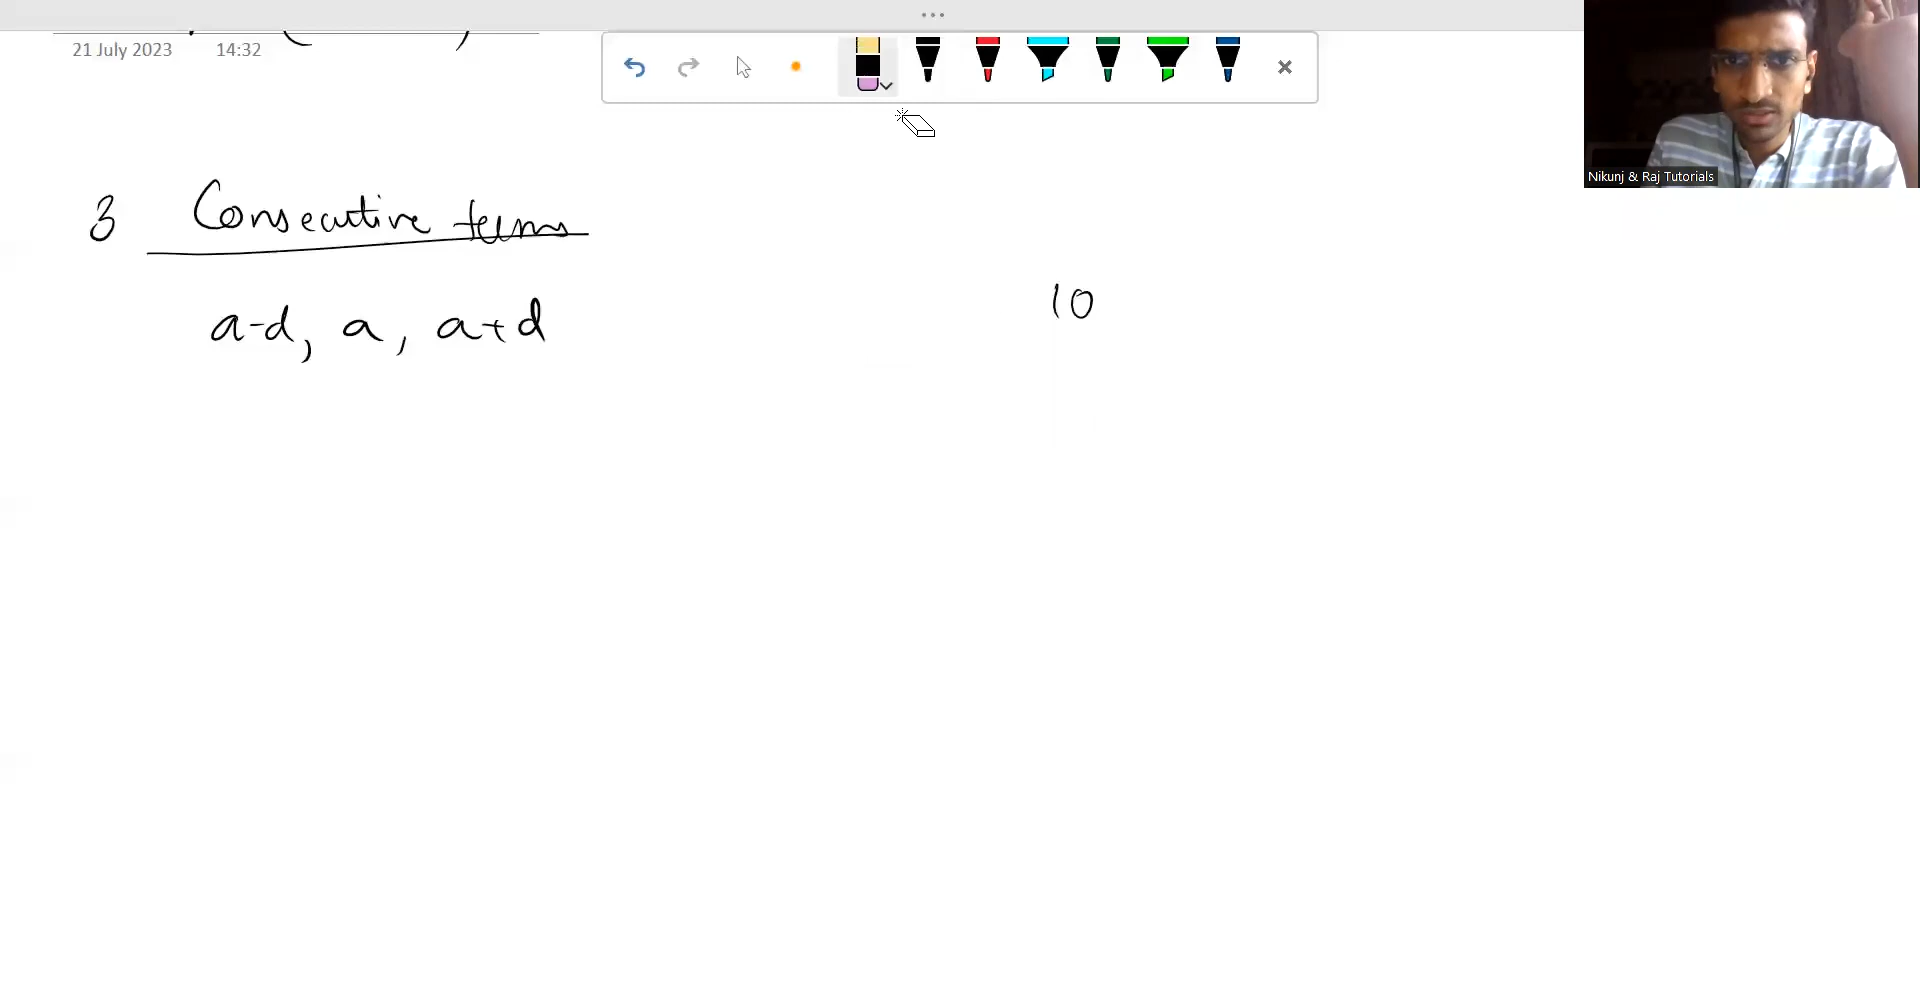 21 July 2023 14:32
Nikunj & Raj Tutorials
3 Consecutive terms
10
a-d, a, a+d